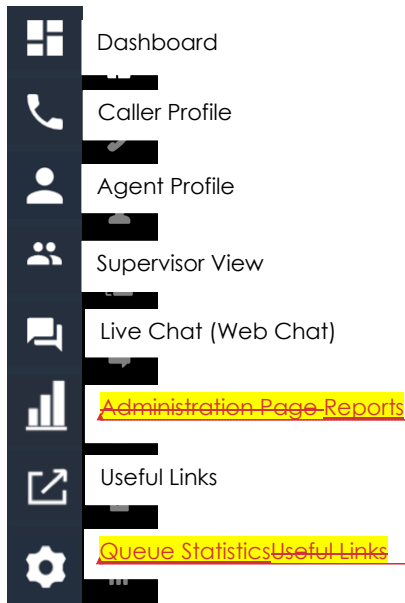 Dashboard
Caller Profile
Agent Profile
Supervisor View
Live Chat (Web Chat)
Administration Page Reports
Useful Links
Queue StatisticsUseful Links